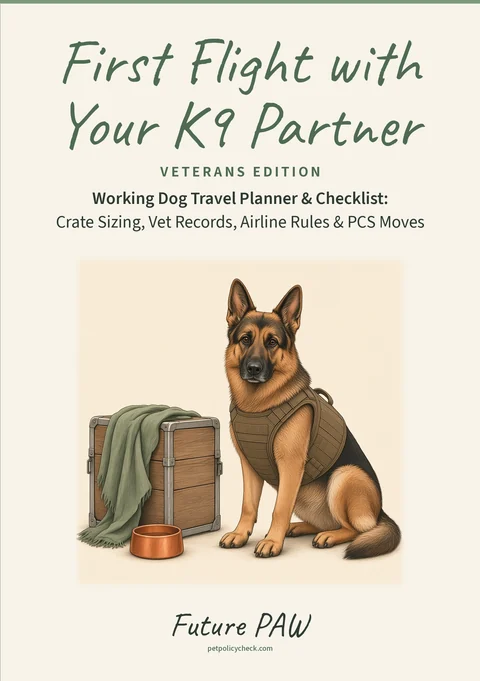 First Flight with
Your K9 Partner
VETERANS EDITION
Working Dog Travel Planner & Checklist:
Crate Sizing, Vet Records, Airline Rules & PCS Moves
Future PAW
petpolicycheck.com